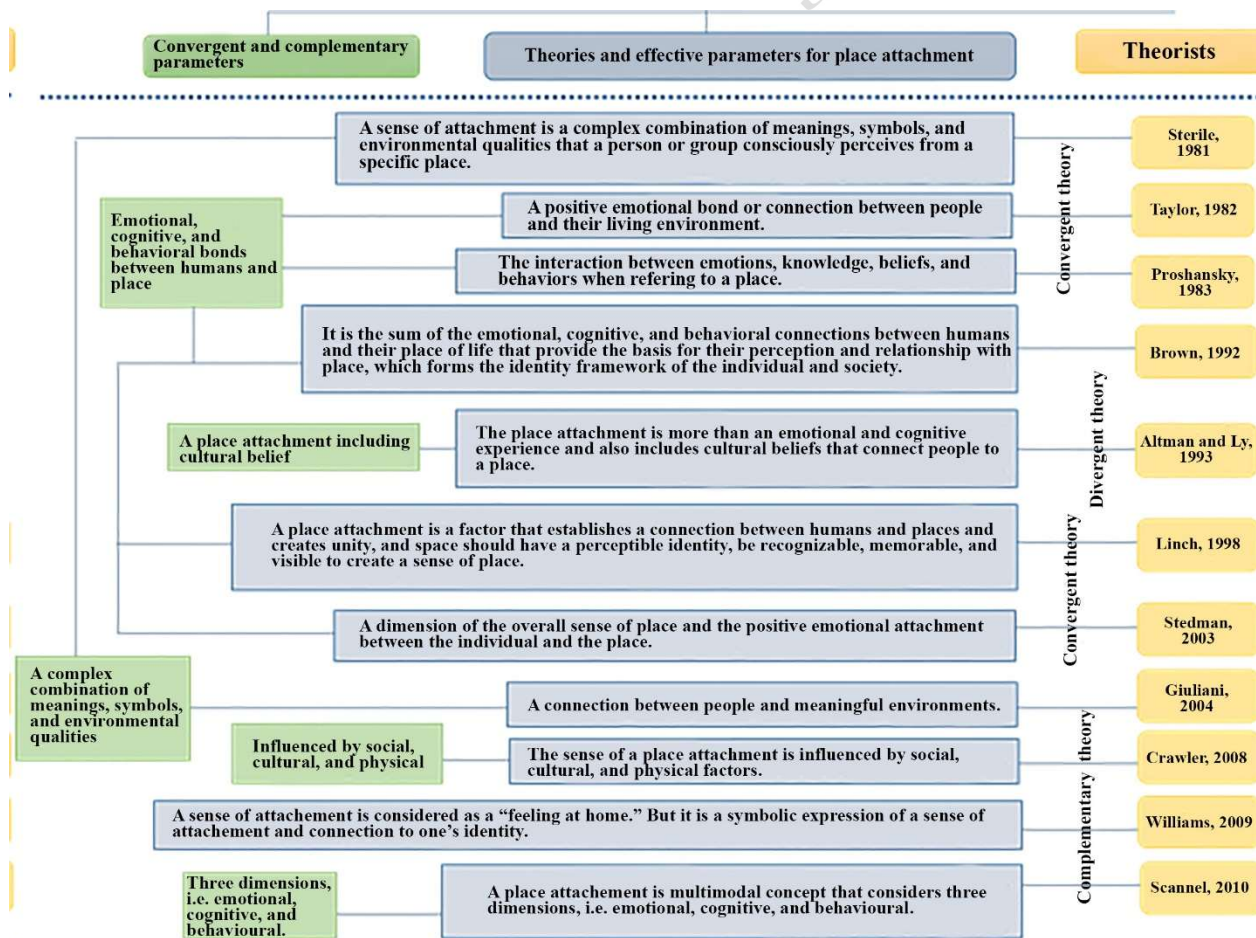 Convergent and complementary
parameters
Theories and effective parameters for place attachment
Theorists
A sense of attachment is a complex combination of meanings, symbols, and
environmental qualities that a person or group consciously perceives from a
specific place.
Sterile,
1981
Emotional,
cognitive, and
behavioral bonds
between humans and
place
A positive emotional bond or connection between people
and their living environment.
Convergent theory
Taylor, 1982
The interaction between emotions, knowledge, beliefs, and
behaviors when refering to a place.
Proshansky,
1983
It is the sum of the emotional, cognitive, and behavioral connections between humans
and their place of life that provide the basis for their perception and relationship with
place, which forms the identity framework of the individual and society.
Brown, 1992
A place attachment including
cultural belief
The place attachment is more than an emotional and cognitive
experience and also includes cultural beliefs that connect people to
a place.
Divergent theory
Altman and Ly,
1993
A place attachment is a factor that establishes a connection between humans and places and
creates unity, and space should have a perceptible identity, be recognizable, memorable, and
visible to create a sense of place.
Linch, 1998
Convergent theory
A dimension of the overall sense of place and the positive emotional attachment
between the individual and the place.
Stedman,
2003
A complex
combination of
meanings, symbols,
and environmental
qualities
A connection between people and meaningful environments.
Giuliani,
2004
Influenced by social,
cultural, and physical
The sense of a place attachment is influenced by social,
cultural, and physical factors.
Complementary theory
Crawler, 2008
A sense of attachement is considered as a “feeling at home.” But it is a symbolic expression of a sense of
attachement and connection to one’s identity.
Williams, 2009
Three dimensions,
i.e. emotional,
cognitive, and
behavioural.
A place attachement is multimodal concept that considers three
dimensions, i.e. emotional, cognitive, and behavioural.
Scannel, 2010